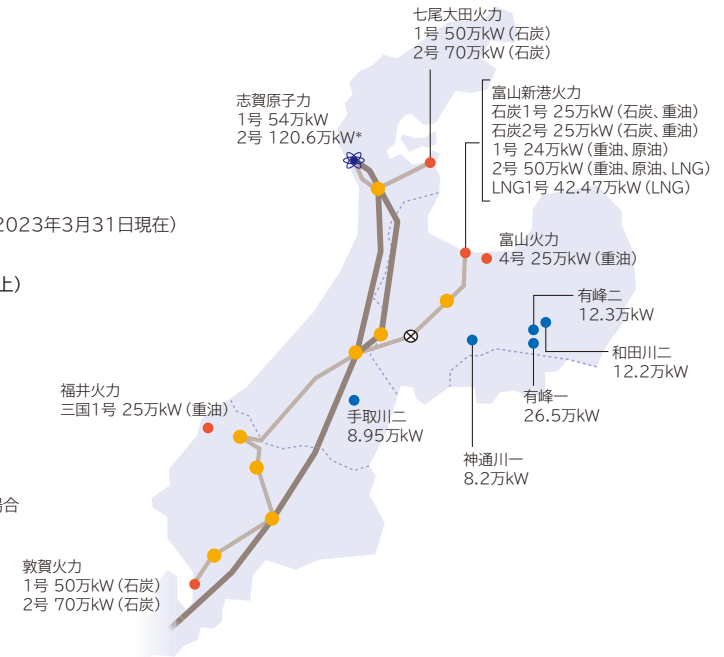 七尾大田火力
1号 50万kW（石炭）
2号 70万kW（石炭）
志賀原子力
1号 54万kW
2号 120.6万kW*
富山新港火力
石炭1号 25万kW（石炭、重油）
石炭2号 25万kW（石炭、重油）
1号 24万kW（重油、原油）
2号 50万kW（重油、原油、LNG）
LNG1号 42.47万kW（LNG）
2023年3月31日現在）
富山火力
4号 25万kW（重油）
上）
有峰二
12.3万kW
和田川二
12.2万kW
有峰一
26.5万kW
福井火力
三国1号 25万kW（重油）
手取川二
8.95万kW
神通川一
8.2万kW
場合
敦賀火力
1号 50万kW（石炭）
2号 70万kW（石炭）